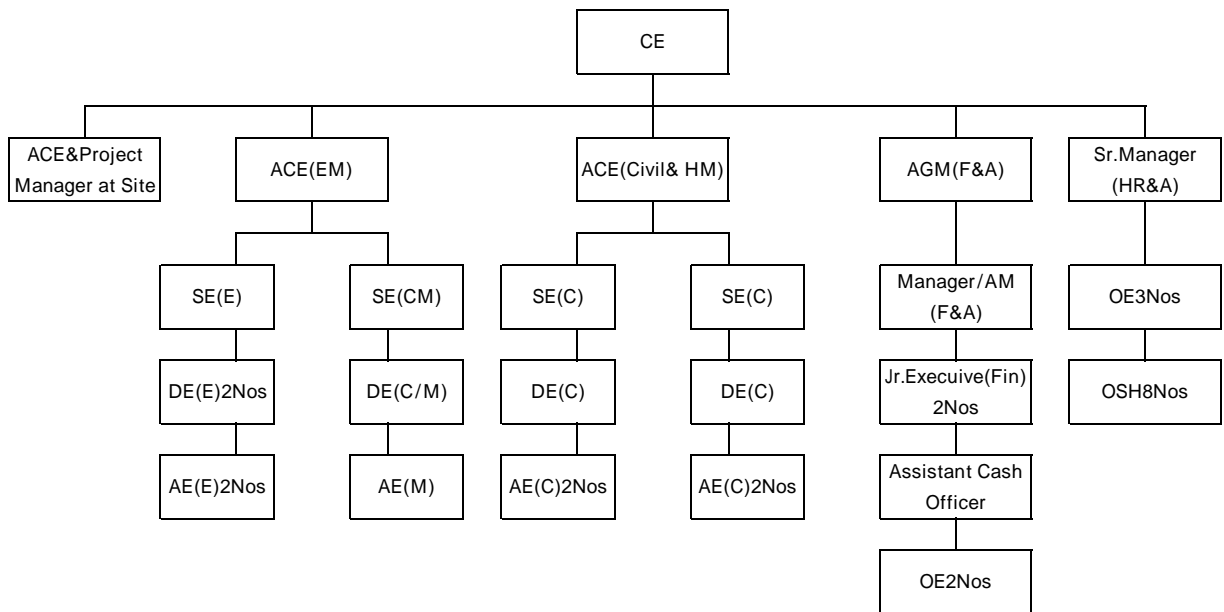 CE
ACE&Project
Manager at Site
ACE(EM)
ACE(Civil& HM)
AGM(F&A)
Sr.Manager
(HR&A)
SE(E)
SE(CM)
SE(C)
SE(C)
Manager/AM
(F&A)
OE3Nos
DE(E)2Nos
DE(C/M)
DE(C)
DE(C)
Jr.Execuive(Fin)
2Nos
OSH8Nos
AE(E)2Nos
AE(M)
AE(C)2Nos
AE(C)2Nos
Assistant Cash
Officer
OE2Nos